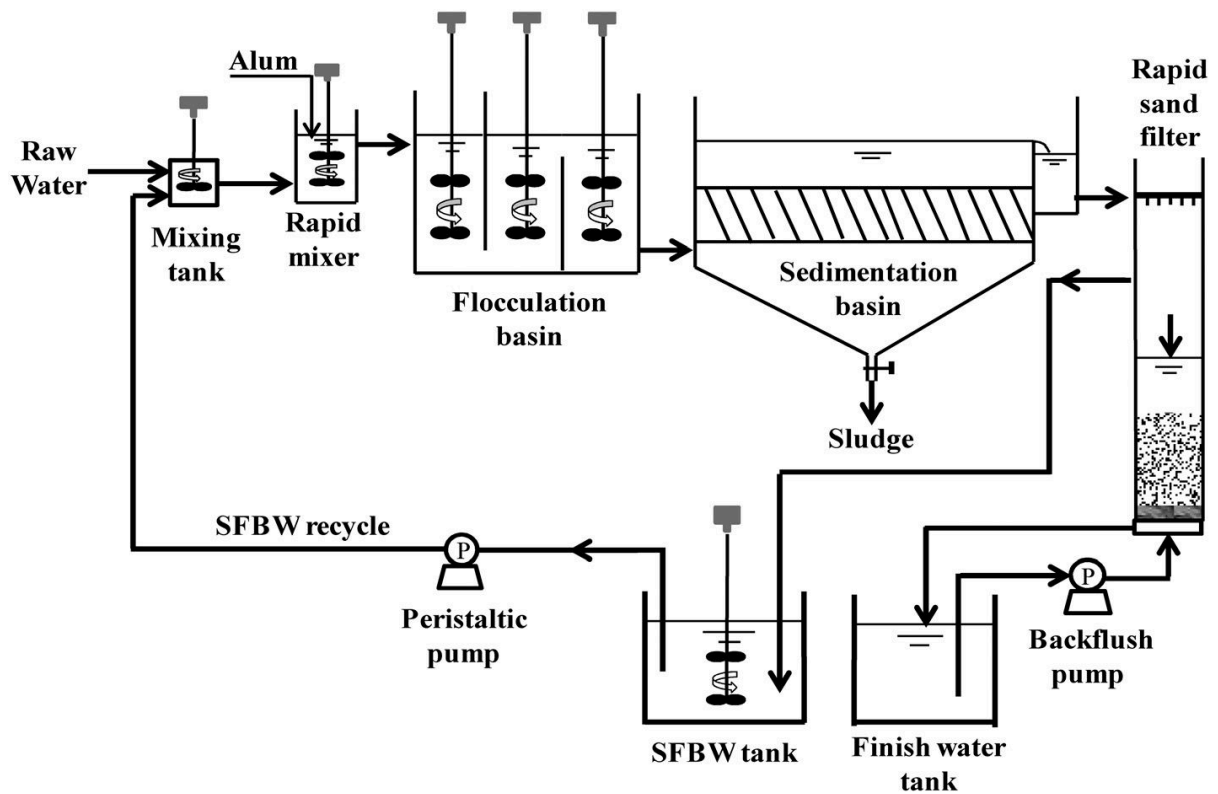 Alum
Raw
Water
Mixing
tank
Rapid
mixer
Flocculation
basin
Sedimentation
basin
Rapid
sand
filter
Sludge
SFBW recycle
P
Peristaltic
pump
SFBW tank
P
Backflush
pump
Finish water
tank